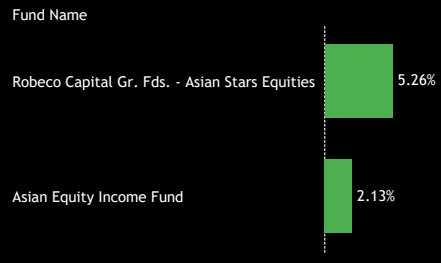 Fund Name
Robeco Capital Gr. Fds. - Asian Stars Equities 5.26%
Asian Equity Income Fund 2.13%